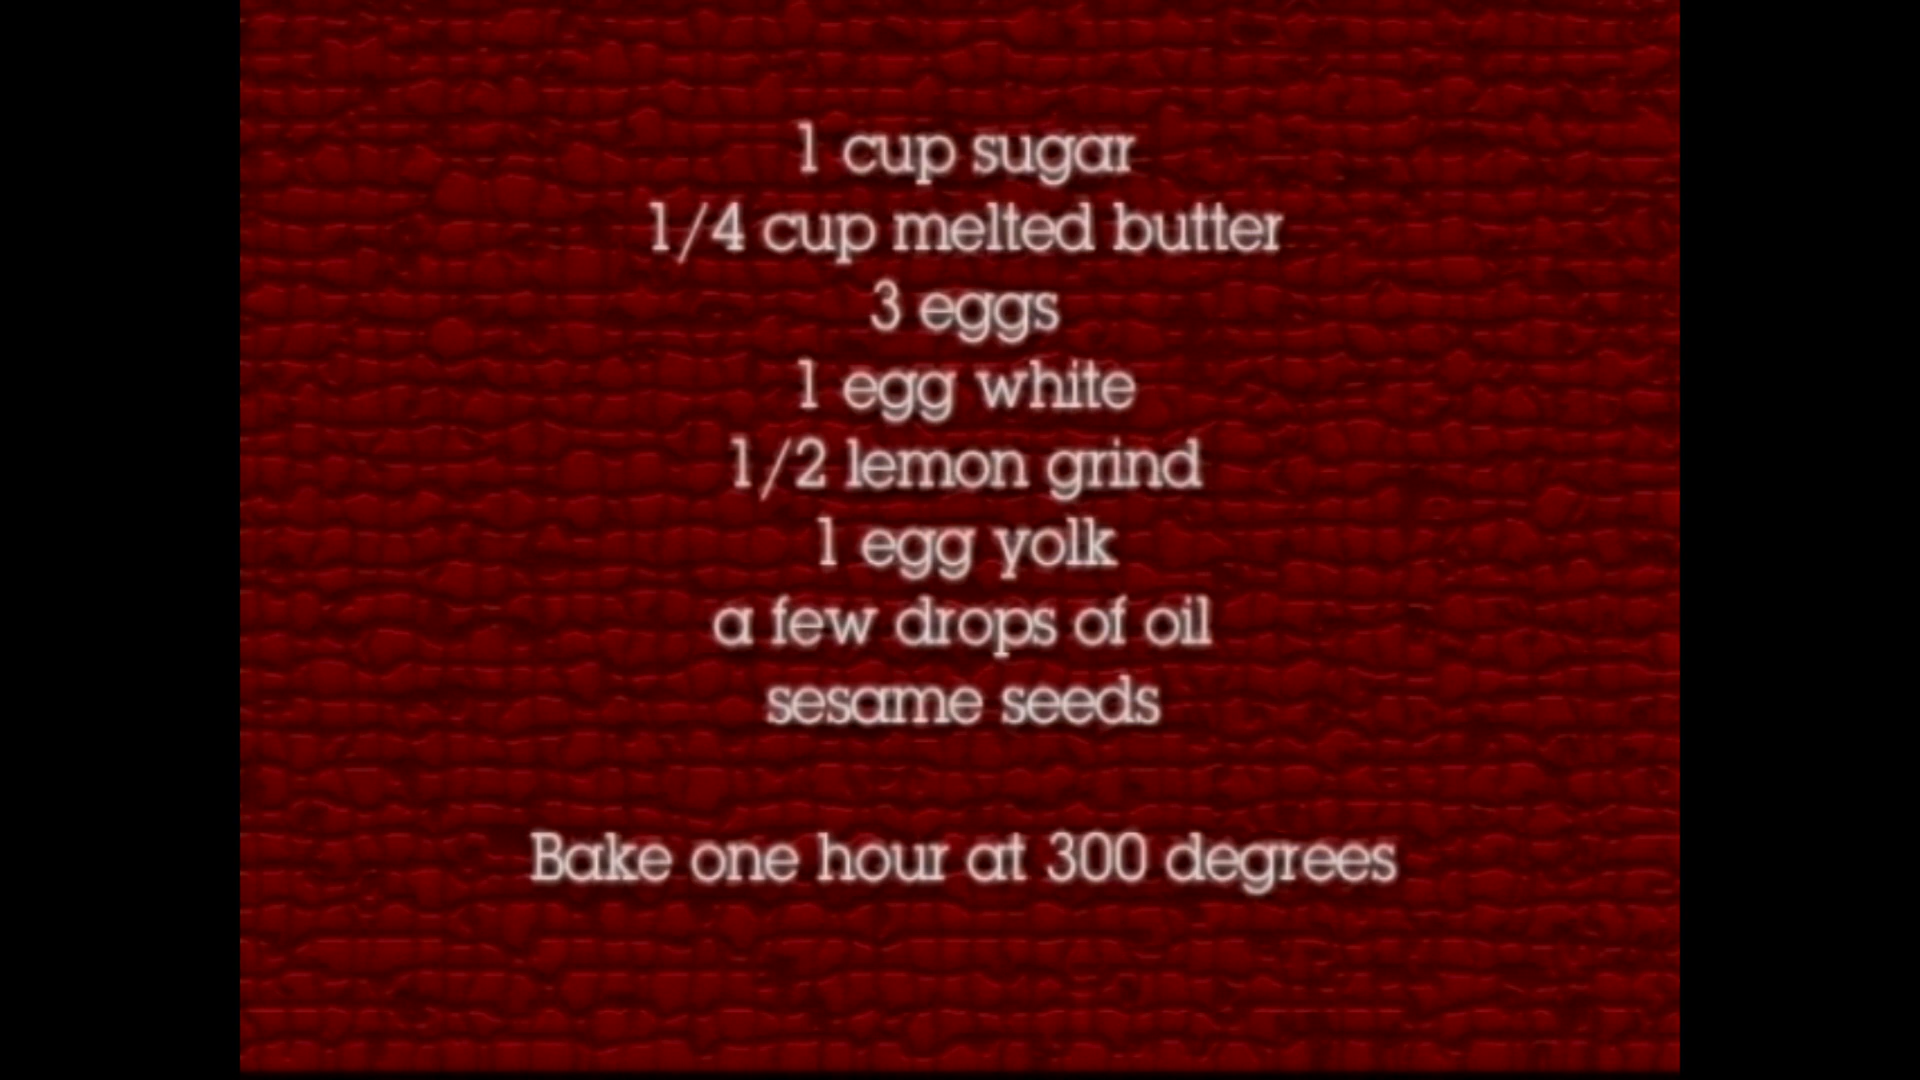 1 cup sugar
1/4 cup melted butter
3 eggs
1 egg white
1/2 lemon grind
1 egg yolk
a few drops of oil
sesame seeds
Bake one hour at 300 degrees